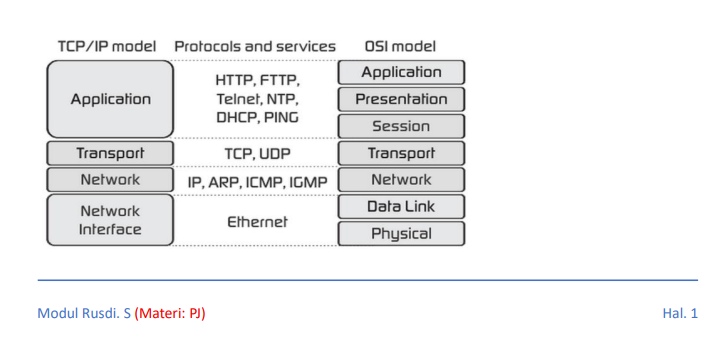 TCP/IP model Protocols and services OSI model
Application
HTTP, FTTP,
Telnet, NTP,
DHCP, PING
Application
Presentation
Session
Transport TCP, UDP Transport
Network IP, ARP, ICMP, IGMP Network
Network
Interface
Ethernet
Data Link
Physical
Modul Rusdi. S (Materi: PJ) Hal. 1